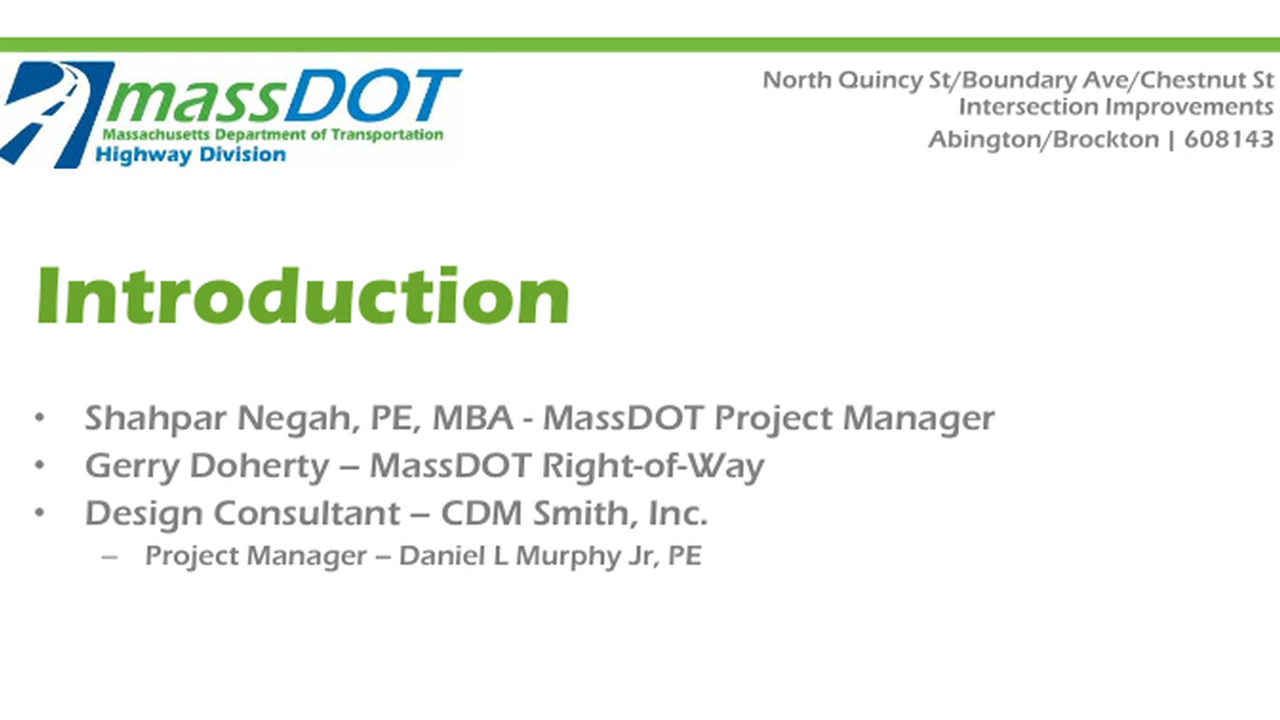 massDOT
Massachusetts Department of Transportation
Highway Division
North Quincy St/Boundary Ave/Chestnut St
Intersection Improvements
Abington/Brockton | 608143
Introduction
• Shahpar Negah, PE, MBA - MassDOT Project Manager
• Gerry Doherty – MassDOT Right-of-Way
• Design Consultant – CDM Smith, Inc.
– Project Manager – Daniel L Murphy Jr, PE